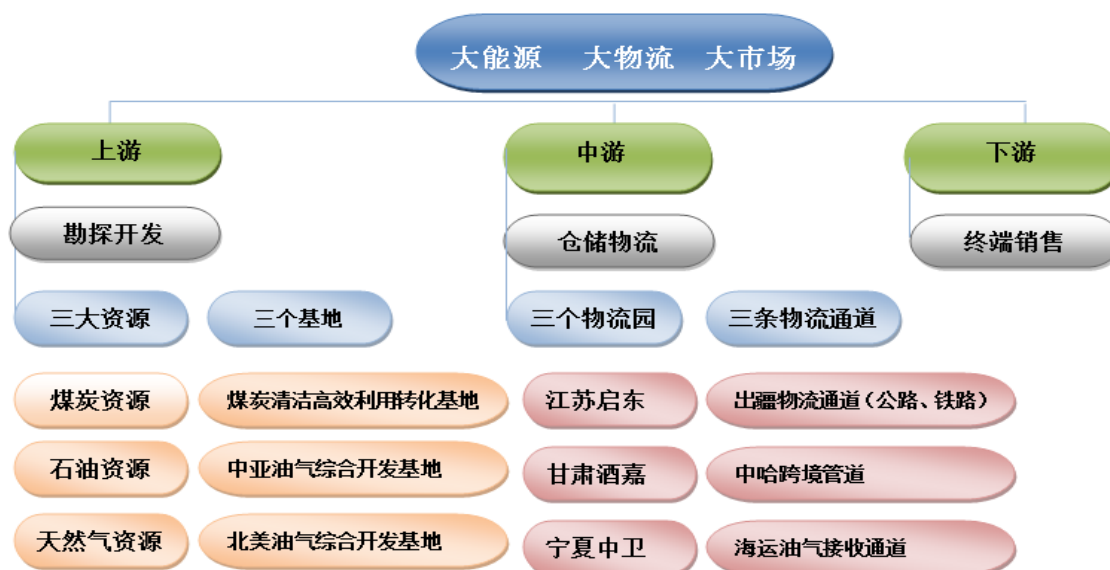 大能源 大物流 大市场
上游 中游 下游
勘探开发 仓储物流 终端销售
三大资源 三个基地 三个物流园 三条物流通道
煤炭资源 煤炭清洁高效利用转化基地 江苏启东 出疆物流通道（公路、铁路）
石油资源 中亚油气综合开发基地 甘肃酒嘉 中哈跨境管道
天然气资源 北美油气综合开发基地 宁夏中卫 海运油气接收通道